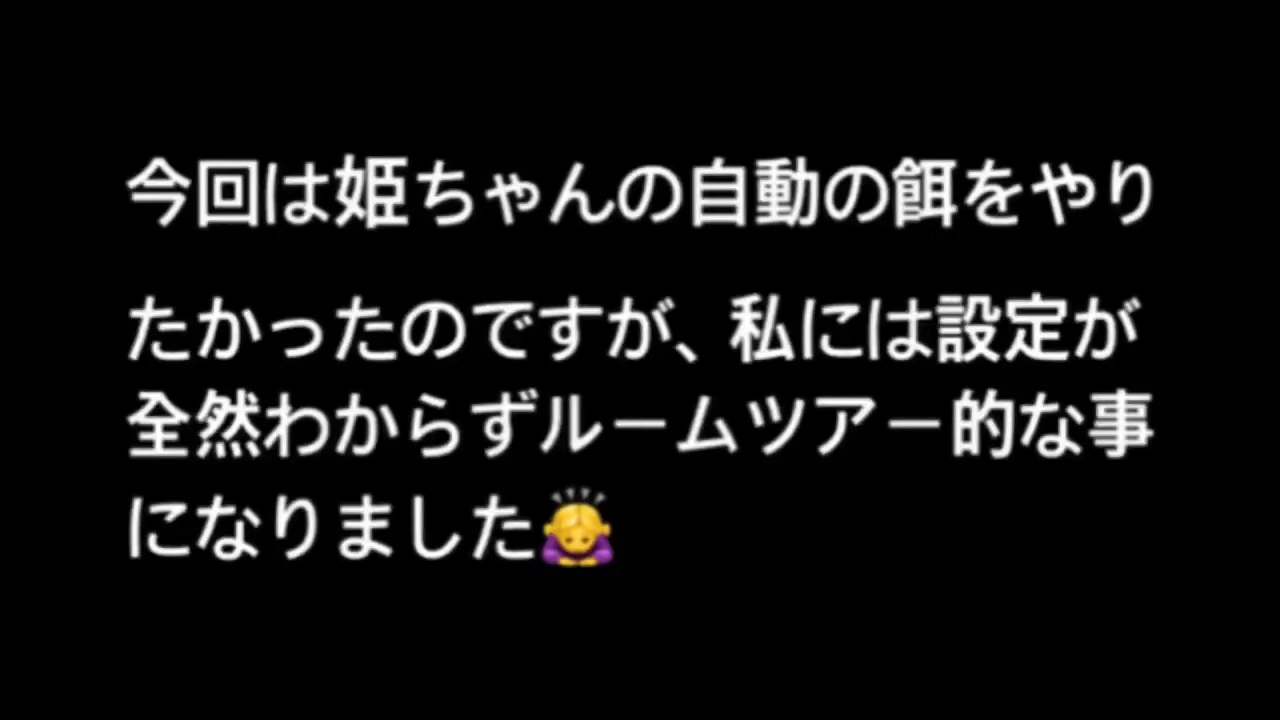 今回は姫ちゃんの自動の餌をやり
たかったのですが、私には設定が
全然わからずルームツアー的な事
になりました🙇‍♀️